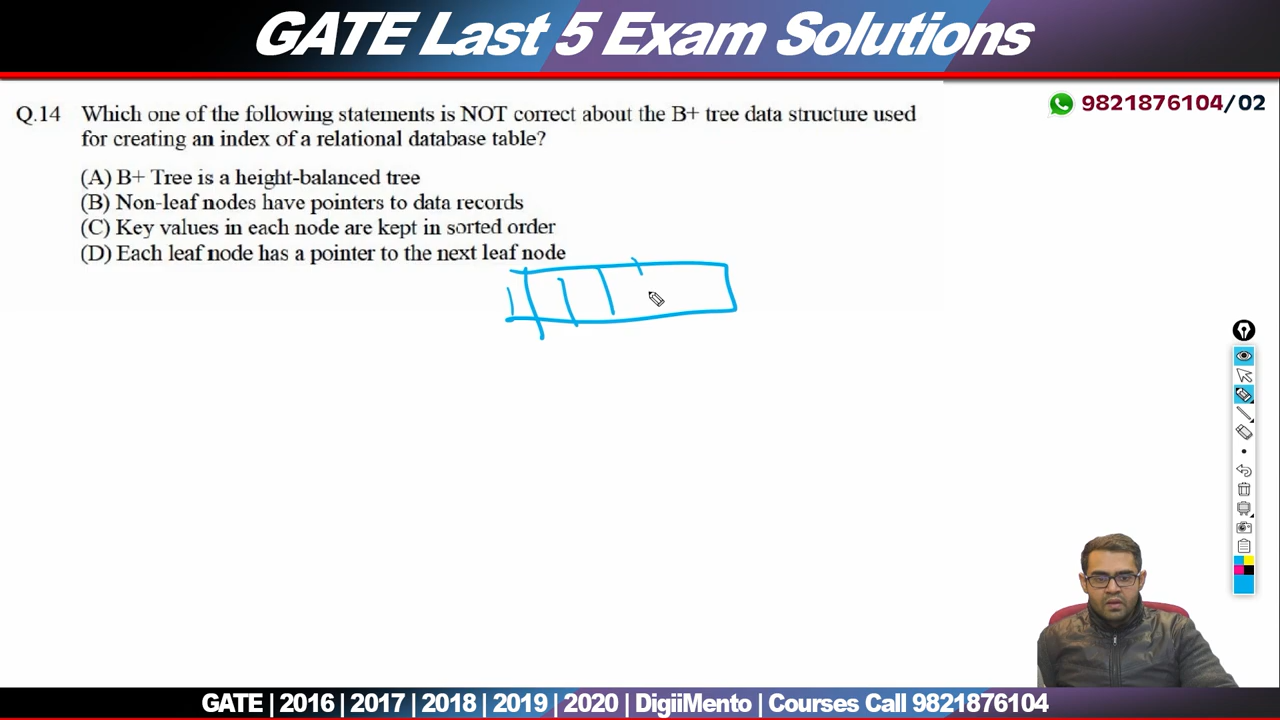 GATE Last 5 Exam Solutions
9821876104/02
Q.14 Which one of the following statements is NOT correct about the B+ tree data structure used
for creating an index of a relational database table?
(A) B+ Tree is a height-balanced tree
(B) Non-leaf nodes have pointers to data records
(C) Key values in each node are kept in sorted order
(D) Each leaf node has a pointer to the next leaf node
GATE | 2016 | 2017 | 2018 | 2019 | 2020 | DigiiMento | Courses Call 9821876104